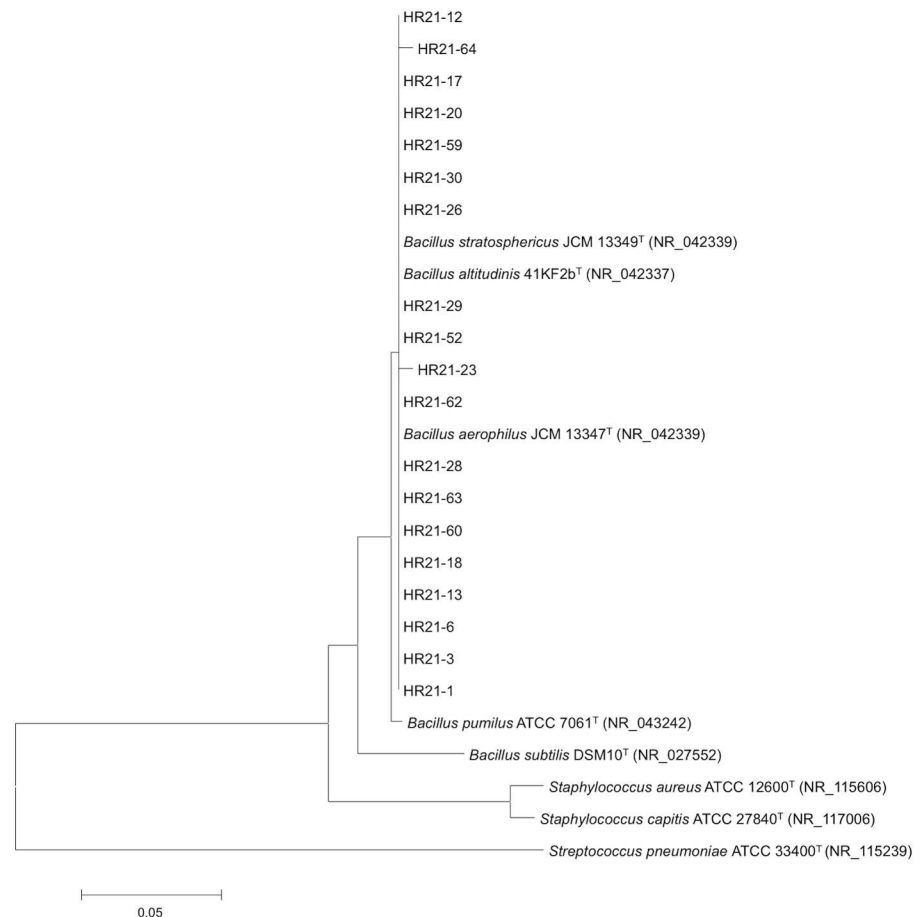 HR21-12
HR21-64
HR21-17
HR21-20
HR21-59
HR21-30
HR21-26
Bacillus stratosphericus JCM 13349ᵀ (NR_042339)
Bacillus altitudinis 41KF2bᵀ (NR_042337)
HR21-29
HR21-52
HR21-23
HR21-62
Bacillus aerophilus JCM 13347ᵀ (NR_042339)
HR21-28
HR21-63
HR21-60
HR21-18
HR21-13
HR21-6
HR21-3
HR21-1
Bacillus pumilus ATCC 7061ᵀ (NR_043242)
Bacillus subtilis DSM10ᵀ (NR_027552)
Staphylococcus aureus ATCC 12600ᵀ (NR_115606)
Staphylococcus capitis ATCC 27840ᵀ (NR_117006)
Streptococcus pneumoniae ATCC 33400ᵀ (NR_115239)
0.05